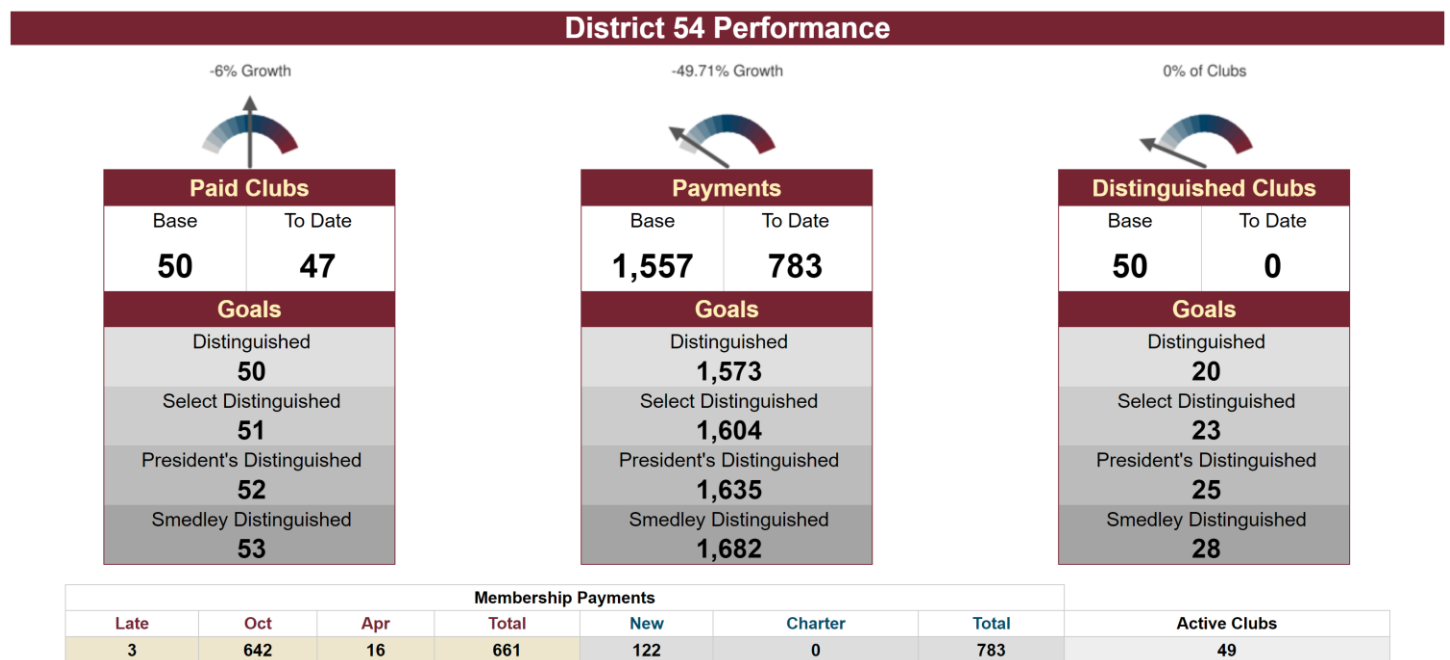 District 54 Performance
-6% Growth
-49.71% Growth
0% of Clubs
Paid Clubs
Base To Date
50 47
Goals
Distinguished
50
Select Distinguished
51
President's Distinguished
52
Smedley Distinguished
53
Payments
Base To Date
1,557 783
Goals
Distinguished
1,573
Select Distinguished
1,604
President's Distinguished
1,635
Smedley Distinguished
1,682
Distinguished Clubs
Base To Date
50 0
Goals
Distinguished
20
Select Distinguished
23
President's Distinguished
25
Smedley Distinguished
28
Membership Payments
Late Oct Apr Total New Charter Total Active Clubs
3 642 16 661 122 0 783 49